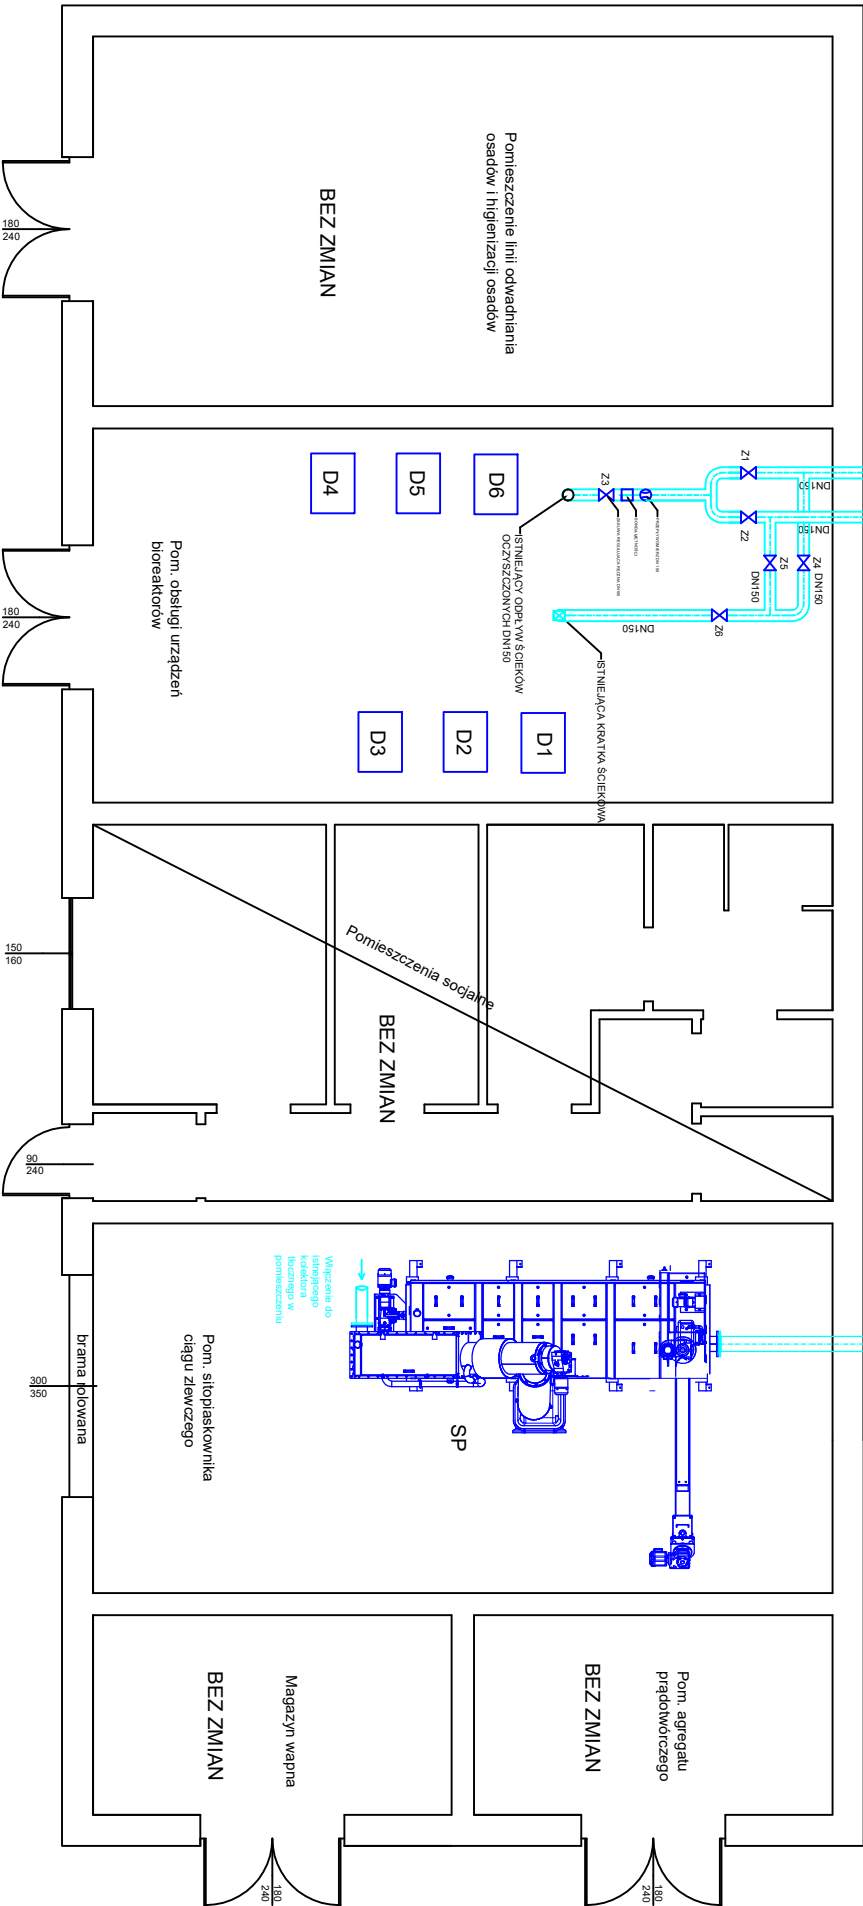 Pomieszczenie linii odwadniania
osadów i higienizacji osadów
BEZ ZMIAN
180
240
Z1
Z2
DN150
DN150
Z3
Z5
DN150
Z4
DN150
Z6
DN150
ISTNIEJĄCY ODPŁYW ŚCIEKÓW
OCZYSZCZONYCH DN150
ISTNIEJĄCA KRATKA ŚCIEKOWA
D6
D5
D4
D1
D2
D3
Pom. obsługi urządzeń
bioreaktorów
180
240
Pomieszczenia socjalne
BEZ ZMIAN
150
160
90
240
Włączenie do
istniejącego
kolektora
tłocznego w
pomieszczeniu
SP
Pom. sitopiaskownika
ciągu zlewczego
brama rolowana
300
350
Pom. agregatu
prądotwórczego
BEZ ZMIAN
180
240
Magazyn wapna
BEZ ZMIAN
180
240